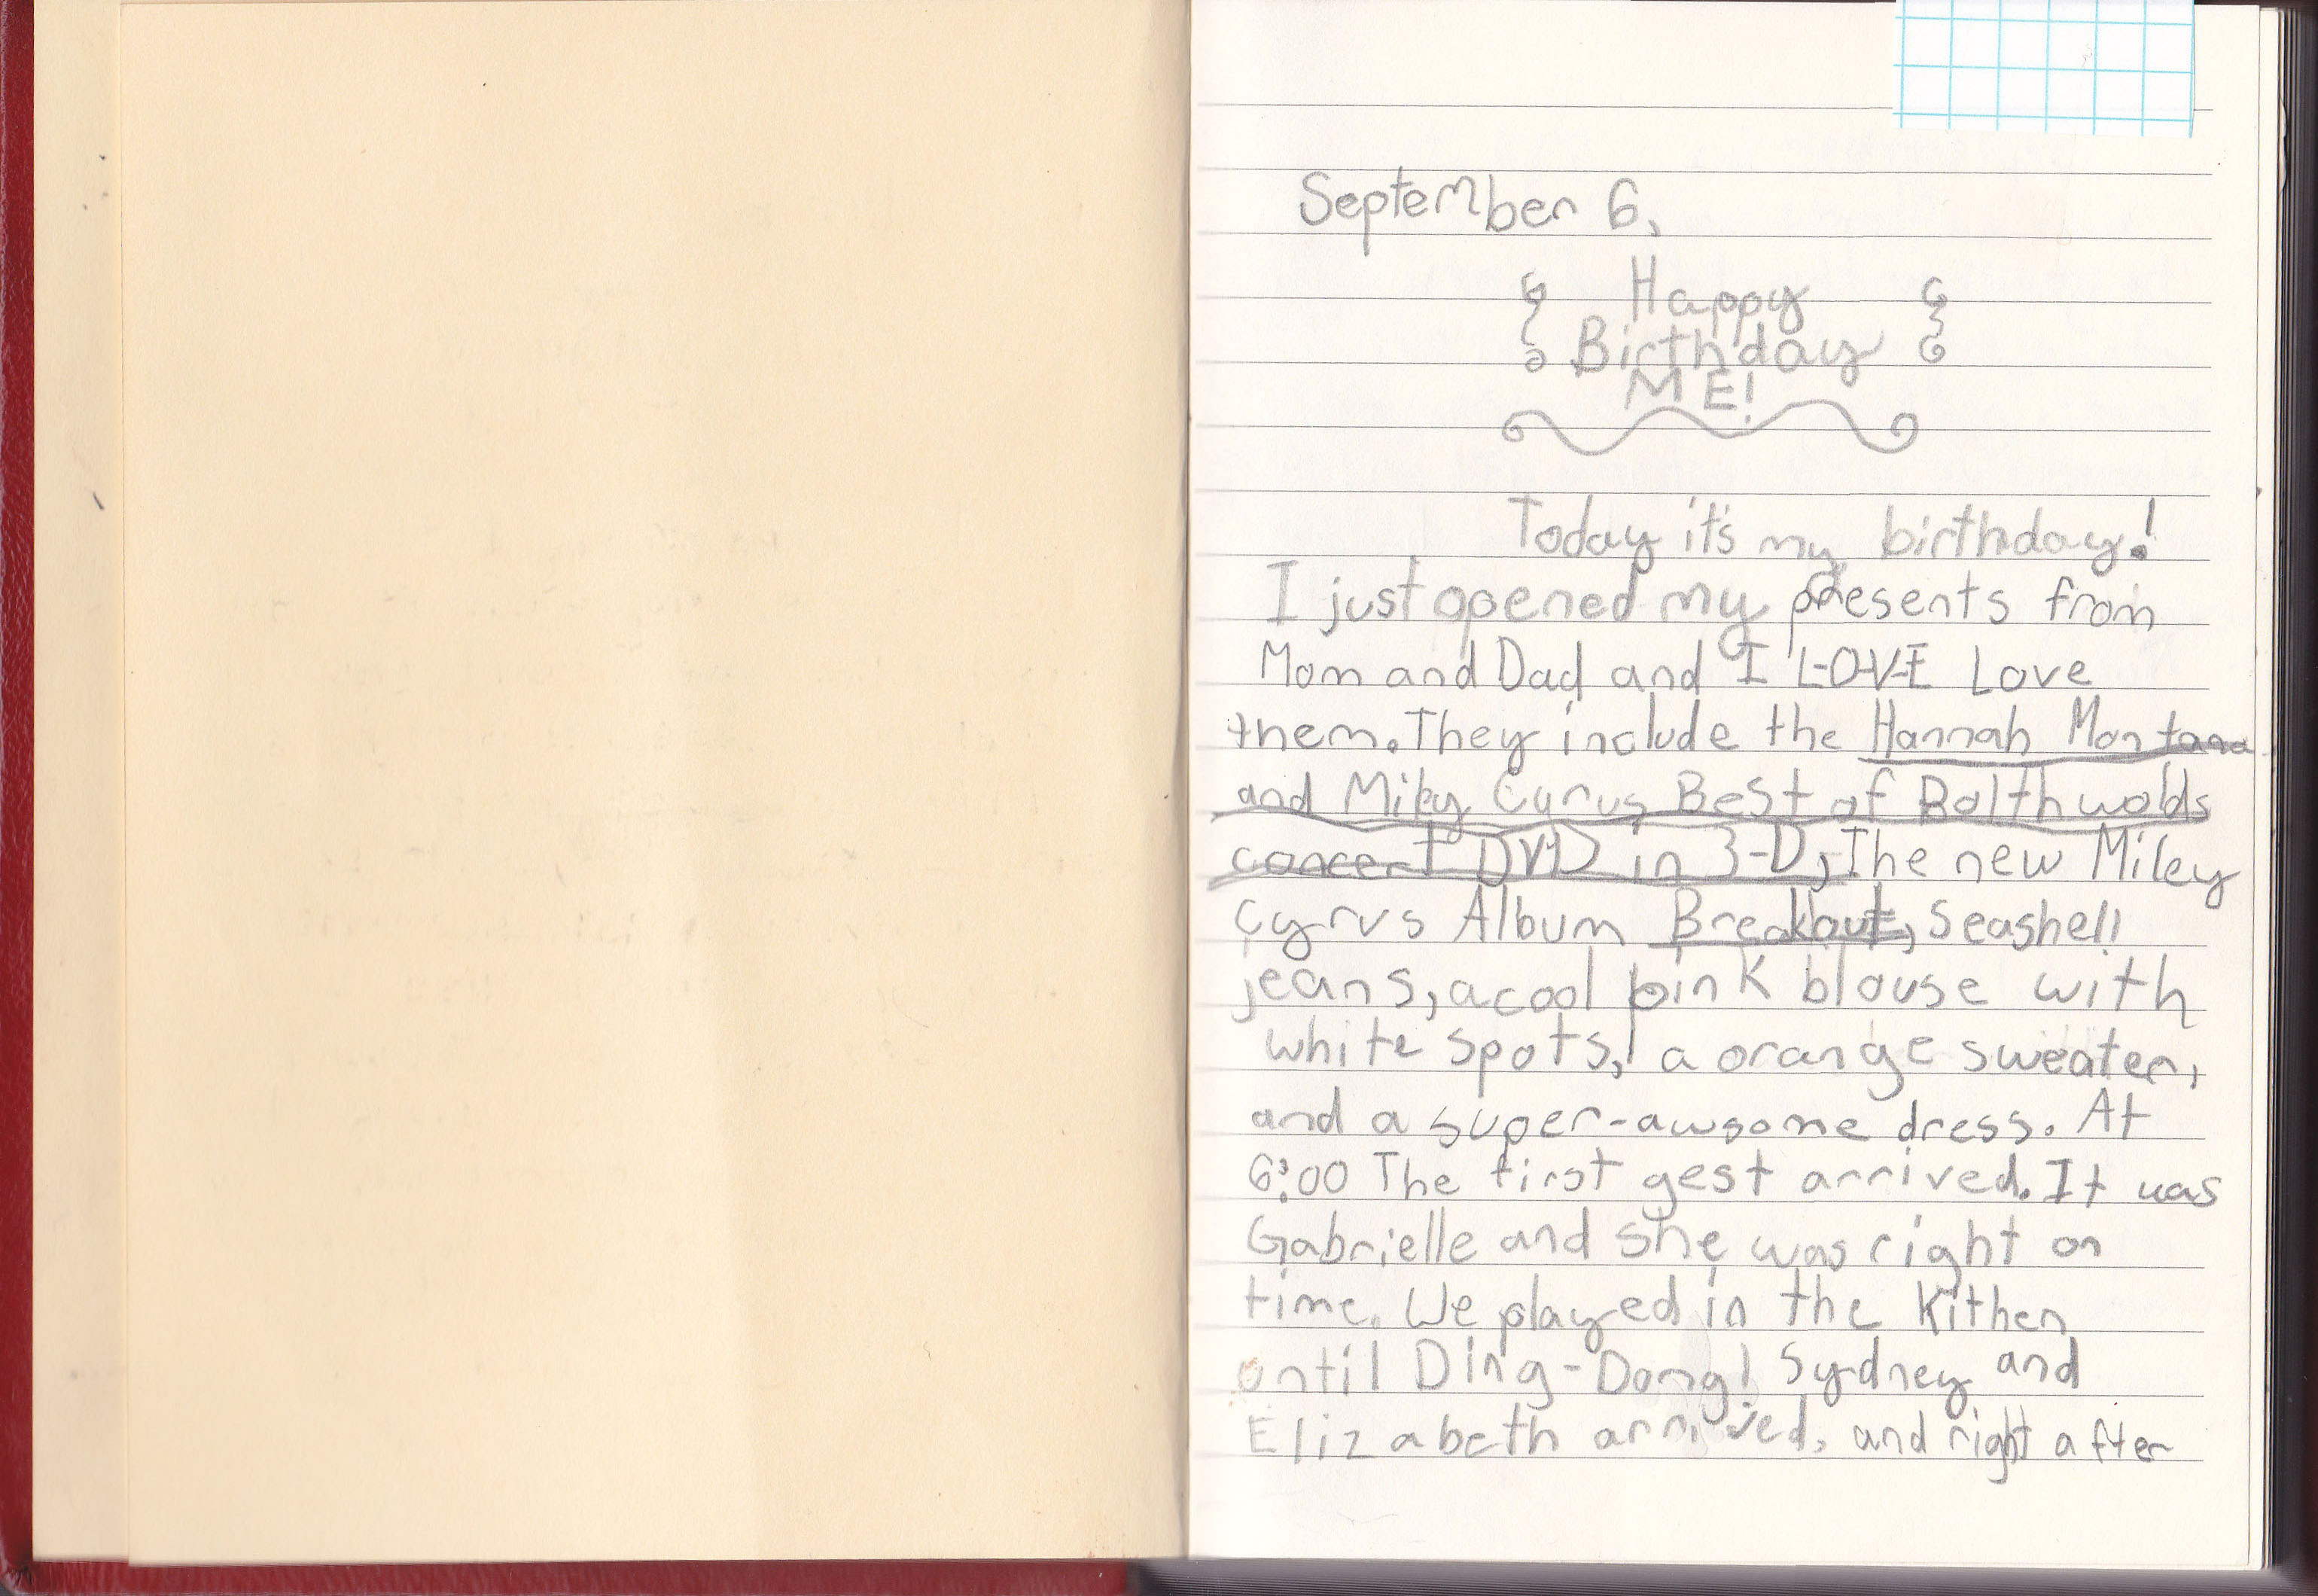 September 6,
Happy
Birthday
ME!
Today it's my birthday!
I just opened my presents from
Mom and Dad and I L-O-V-E Love
them. They include the Hannah Montana
and Miley Cyrus Best of Bolth wolds
concert DVD in 3-D, The new Miley
Cyrus Album Breakout, Seashell
jeans, a cool pink blouse with
white spots, a orange sweater,
and a super-awsome dress. At
6:00 The first gest arrived. It was
Gabrielle and she was right on
time. We played in the Kithen
until Ding-Dong! Sydney and
Elizabeth arrived, and right after